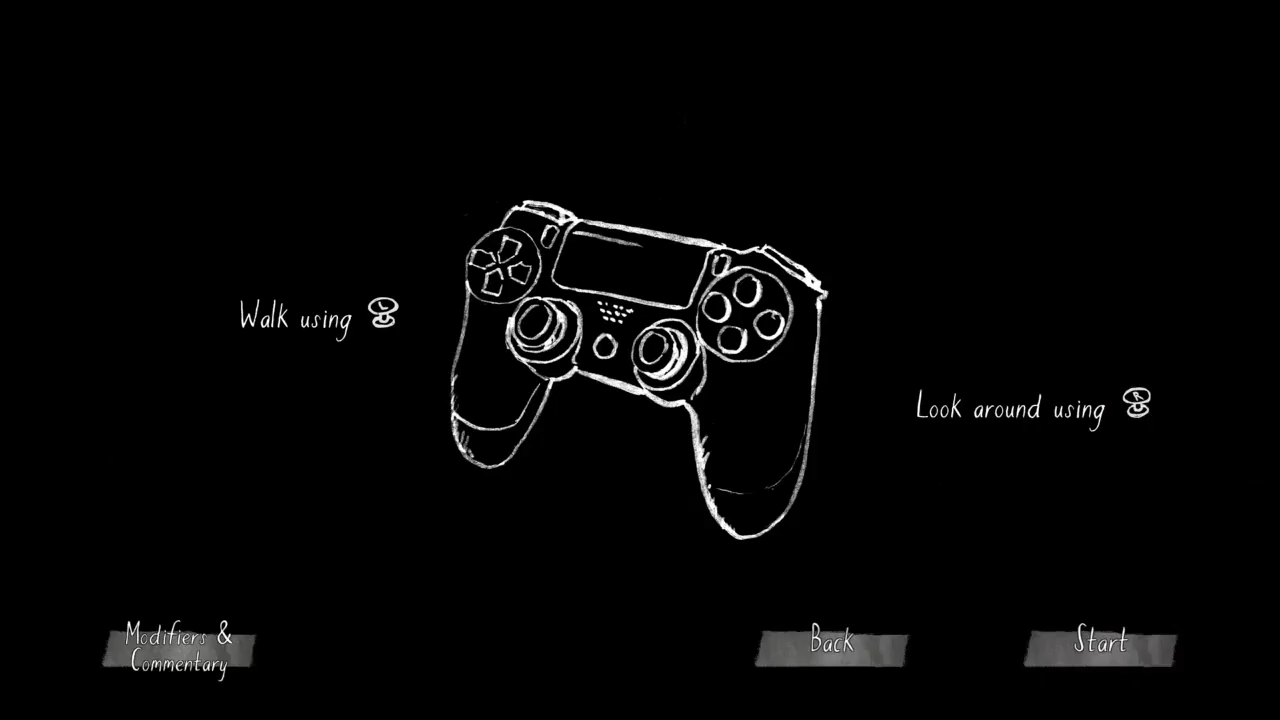 Walk using
Look around using
Modifiers &
Commentary
Back
Start